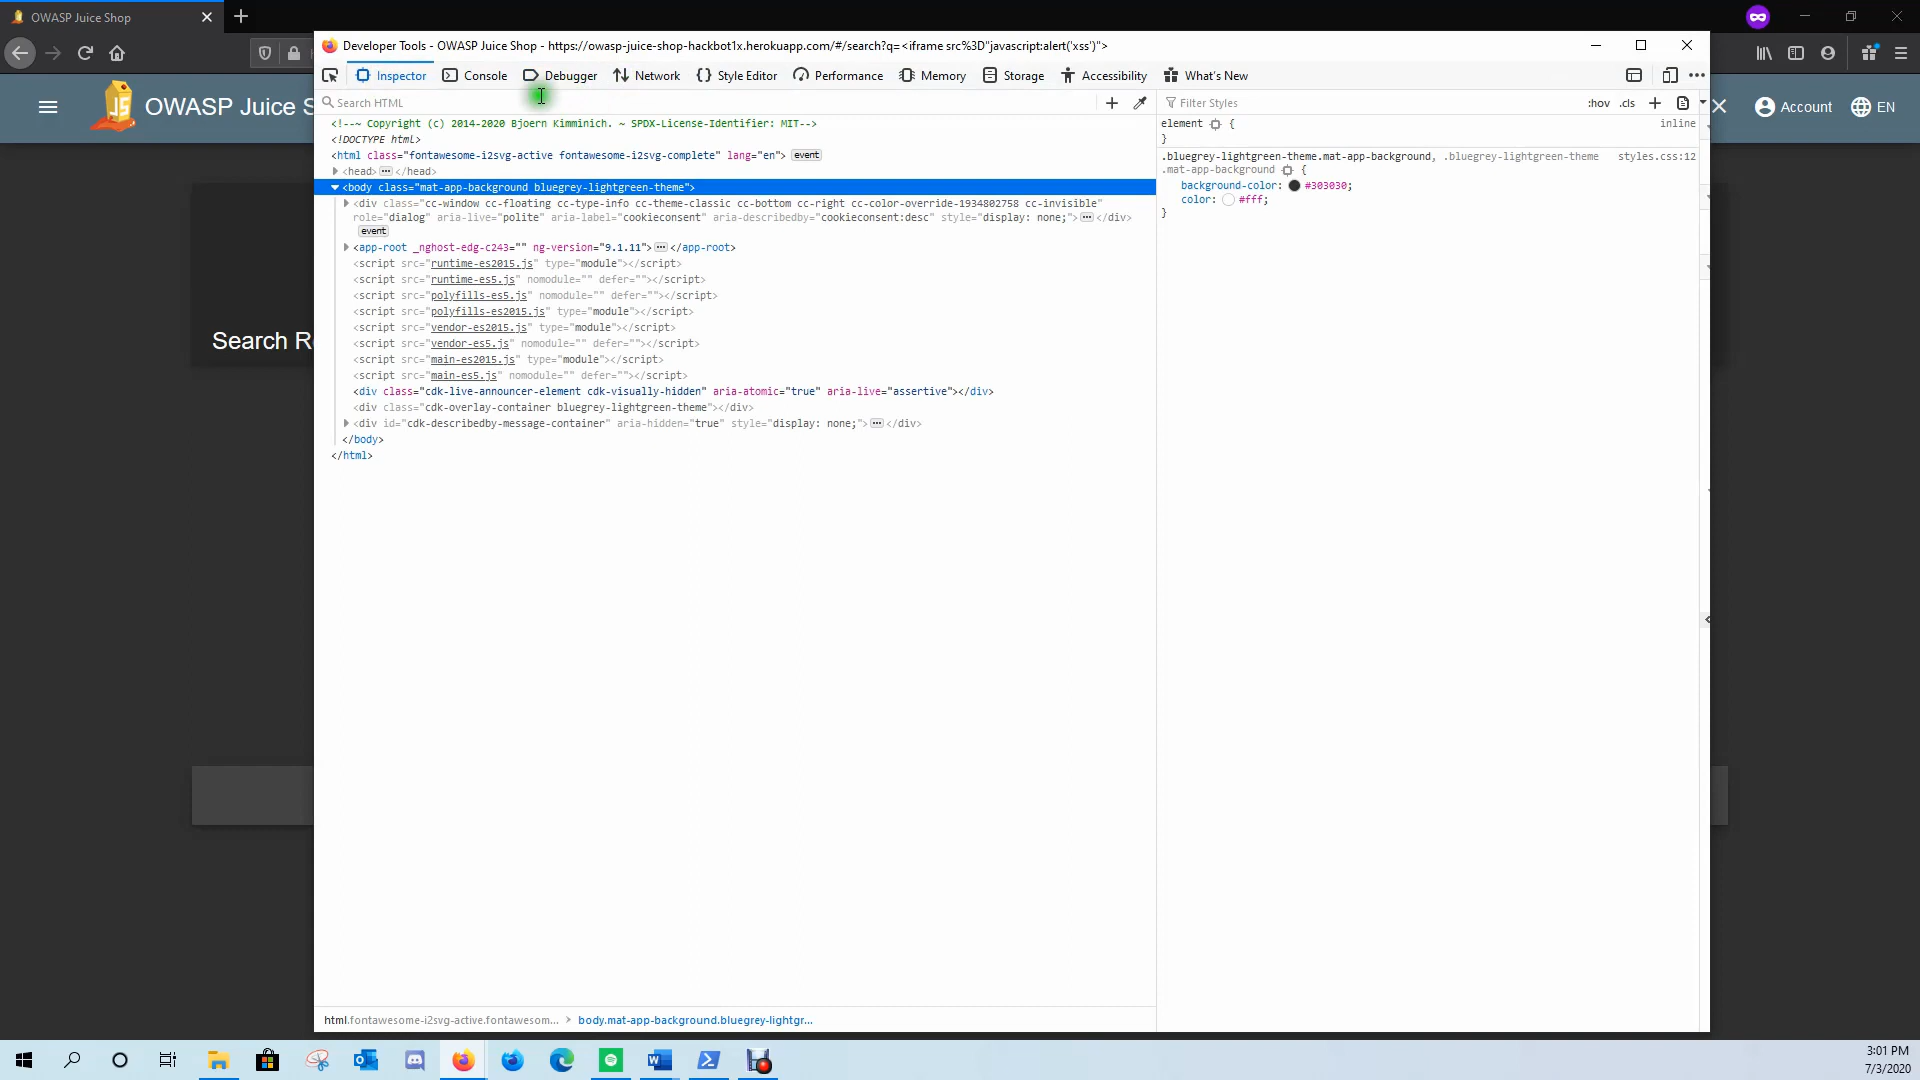 OWASP Juice Shop
Developer Tools - OWASP Juice Shop - https://owasp-juice-shop-hackbot1x.herokuapp.com/#/search?q=<iframe src%3D"javascript:alert('xss')">
Inspector Console Debugger Network Style Editor Performance Memory Storage Accessibility What's New
OWASP Juice S
Account EN
Search HTML
Filter Styles :hov .cls
<!--~ Copyright (c) 2014-2020 Bjoern Kimminich. ~ SPDX-License-Identifier: MIT-->
<!DOCTYPE html>
<html class="fontawesome-i2svg-active fontawesome-i2svg-complete" lang="en"> event
<head> ... </head>
<body class="mat-app-background bluegrey-lightgreen-theme">
<div class="cc-window cc-floating cc-type-info cc-theme-classic cc-bottom cc-right cc-color-override-1934802758 cc-invisible"
role="dialog" aria-live="polite" aria-label="cookieconsent" aria-describedby="cookieconsent:desc" style="display: none;"> ... </div>
event
<app-root _nghost-edg-c243="" ng-version="9.1.11"> ... </app-root>
<script src="runtime-es2015.js" type="module"></script>
<script src="runtime-es5.js" nomodule="" defer=""></script>
<script src="polyfills-es5.js" nomodule="" defer=""></script>
<script src="polyfills-es2015.js" type="module"></script>
<script src="vendor-es2015.js" type="module"></script>
<script src="vendor-es5.js" nomodule="" defer=""></script>
<script src="main-es2015.js" type="module"></script>
<script src="main-es5.js" nomodule="" defer=""></script>
<div class="cdk-live-announcer-element cdk-visually-hidden" aria-atomic="true" aria-live="assertive"></div>
<div class="cdk-overlay-container bluegrey-lightgreen-theme"></div>
<div id="cdk-describedby-message-container" aria-hidden="true" style="display: none;"> ... </div>
</body>
</html>
element { inline
}
.bluegrey-lightgreen-theme.mat-app-background, .bluegrey-lightgreen-theme styles.css:12
.mat-app-background {
background-color: #303030;
color: #fff;
}
Search R
html.fontawesome-i2svg-active.fontawesom... > body.mat-app-background.bluegrey-lightgr...
3:01 PM
7/3/2020